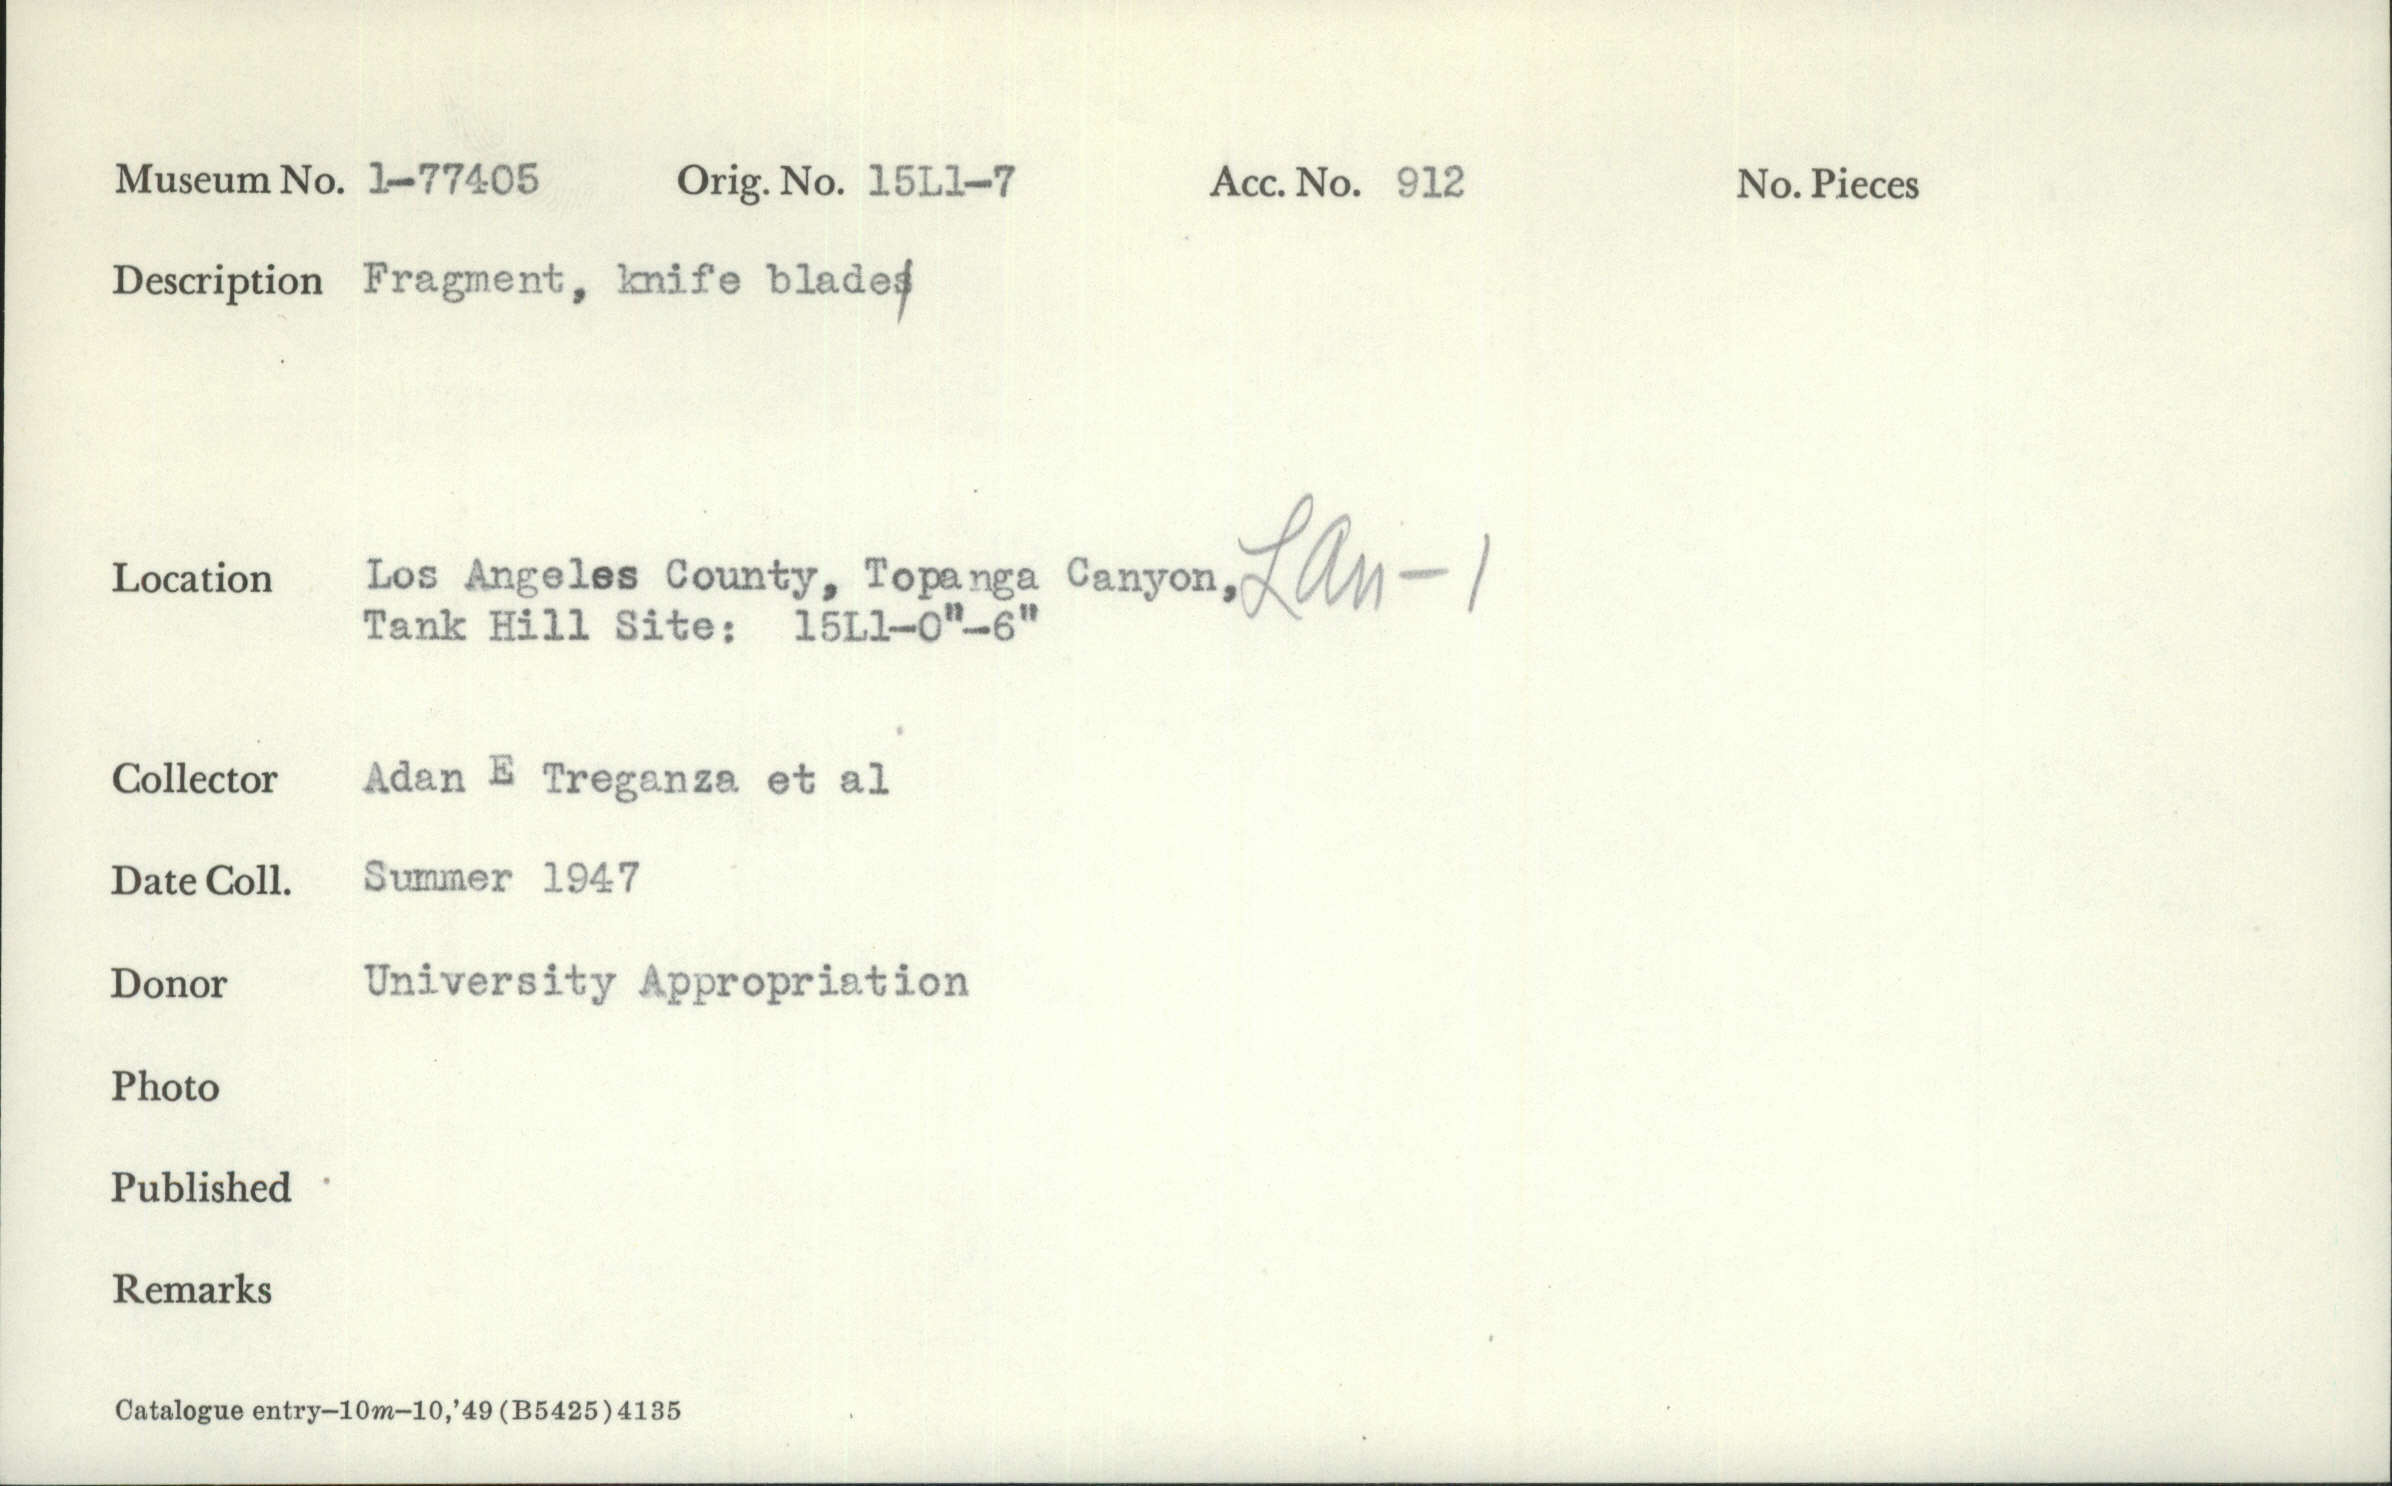 Museum No. 1-77405 Orig. No. 15L1-7 Acc. No. 912 No. Pieces
Description Fragment, knife blade
Location Los Angeles County, Topanga Canyon, LAn-1
Tank Hill Site: 15L1-0"-6"
Collector Adan E Treganza et al
Date Coll. Summer 1947
Donor University Appropriation
Photo
Published
Remarks
Catalogue entry—10m—10,'49 (B5425) 4135